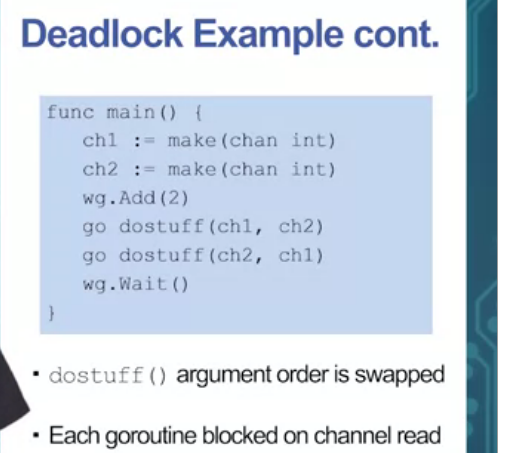 Deadlock Example cont.
func main() {
ch1 := make(chan int)
ch2 := make(chan int)
wg.Add(2)
go dostuff(ch1, ch2)
go dostuff(ch2, ch1)
wg.Wait()
}
• dostuff() argument order is swapped
• Each goroutine blocked on channel read